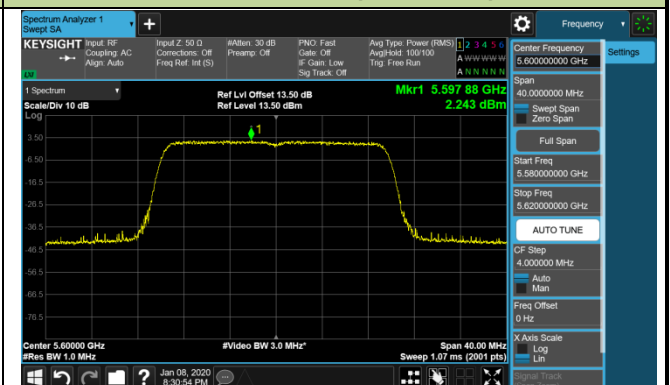 Spectrum Analyzer 1
Swept SA
+
Frequency
KEYSIGHT
Input: RF
Coupling: AC
Align: Auto
Input Z: 50 Ω
Corrections: Off
Freq Ref: Int (S)
#Atten: 30 dB
Preamp: Off
PNO: Fast
Gate: Off
IF Gain: Low
Sig Track: Off
Avg Type: Power (RMS)
Avg|Hold: 100/100
Trig: Free Run
1 2 3 4 5 6
A W W W W W
A N N N N N
LXI
1 Spectrum
Scale/Div 10 dB
Log
Ref Lvl Offset 13.50 dB
Ref Level 13.50 dBm
Mkr1 5.597 88 GHz
2.243 dBm
1
3.50
-6.50
-16.5
-26.5
-36.5
-46.5
-56.5
-66.5
-76.5
Center 5.60000 GHz
#Res BW 1.0 MHz
#Video BW 3.0 MHz*
Span 40.00 MHz
Sweep 1.07 ms (2001 pts)
Jan 08, 2020
8:30:54 PM
?
Center Frequency
5.600000000 GHz
Settings
Span
40.0000000 MHz
Swept Span
Zero Span
Full Span
Start Freq
5.580000000 GHz
Stop Freq
5.620000000 GHz
AUTO TUNE
CF Step
4.000000 MHz
Auto
Man
Freq Offset
0 Hz
X Axis Scale
Log
Lin
Signal Track